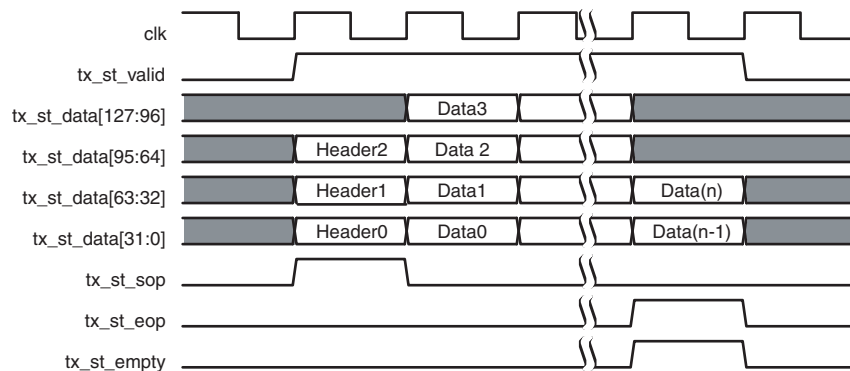 clk
tx_st_valid
tx_st_data[127:96] Data3
tx_st_data[95:64] Header2 Data 2
tx_st_data[63:32] Header1 Data1 Data(n)
tx_st_data[31:0] Header0 Data0 Data(n-1)
tx_st_sop
tx_st_eop
tx_st_empty